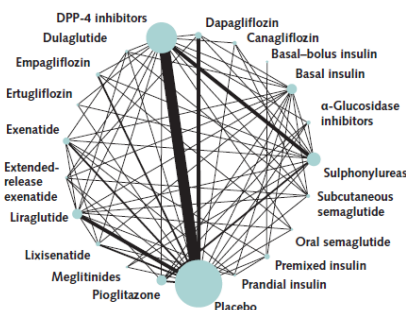 DPP-4 inhibitors
Dapagliflozin
Dulaglutide
Canagliflozin
Empagliflozin
Basal–bolus insulin
Basal insulin
Ertugliflozin
α-Glucosidase
inhibitors
Exenatide
Extended-
release
exenatide
Sulphonylureas
Liraglutide
Subcutaneous
semaglutide
Lixisenatide
Oral semaglutide
Meglitinides
Premixed insulin
Pioglitazone
Prandial insulin
Placebo